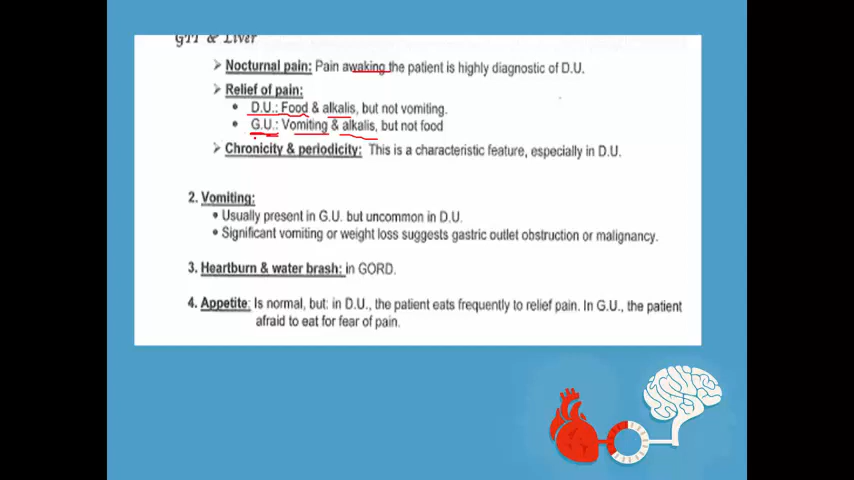 GIT & Liver
➢ Nocturnal pain: Pain awaking the patient is highly diagnostic of D.U.
➢ Relief of pain:
• D.U.: Food & alkalis, but not vomiting.
• G.U.: Vomiting & alkalis, but not food
➢ Chronicity & periodicity: This is a characteristic feature, especially in D.U.
2. Vomiting:
• Usually present in G.U. but uncommon in D.U.
• Significant vomiting or weight loss suggests gastric outlet obstruction or malignancy.
3. Heartburn & water brash: in GORD.
4. Appetite: Is normal, but: in D.U., the patient eats frequently to relief pain. In G.U., the patient
afraid to eat for fear of pain.